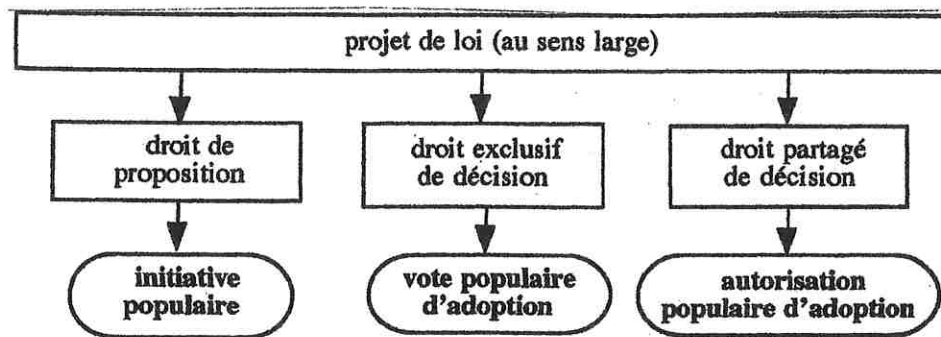 projet de loi (au sens large)
droit de
proposition
droit exclusif
de décision
droit partagé
de décision
initiative
populaire
vote populaire
d'adoption
autorisation
populaire d'adoption